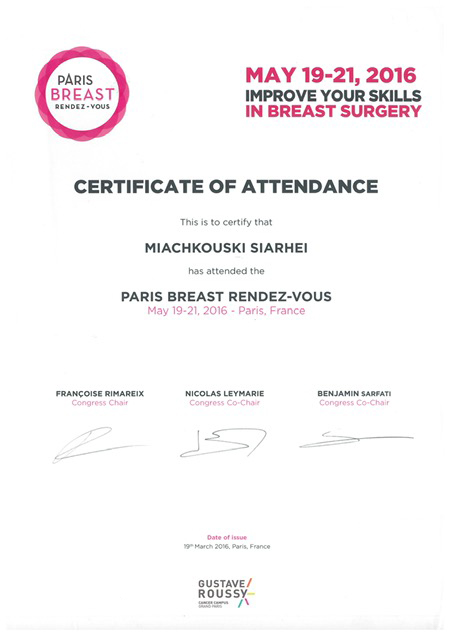 PARIS
BREAST
RENDEZ-VOUS
MAY 19-21, 2016
IMPROVE YOUR SKILLS
IN BREAST SURGERY
CERTIFICATE OF ATTENDANCE
This is to certify that
MIACHKOUSKI SIARHEI
has attended the
PARIS BREAST RENDEZ-VOUS
May 19-21, 2016 - Paris, France
FRANÇOISE RIMAREIX
Congress Chair
NICOLAS LEYMARIE
Congress Co-Chair
BENJAMIN SARFATI
Congress Co-Chair
Date of issue
19th March 2016, Paris, France
GUSTAVE
ROUSSY
CANCER CAMPUS
GRAND PARIS